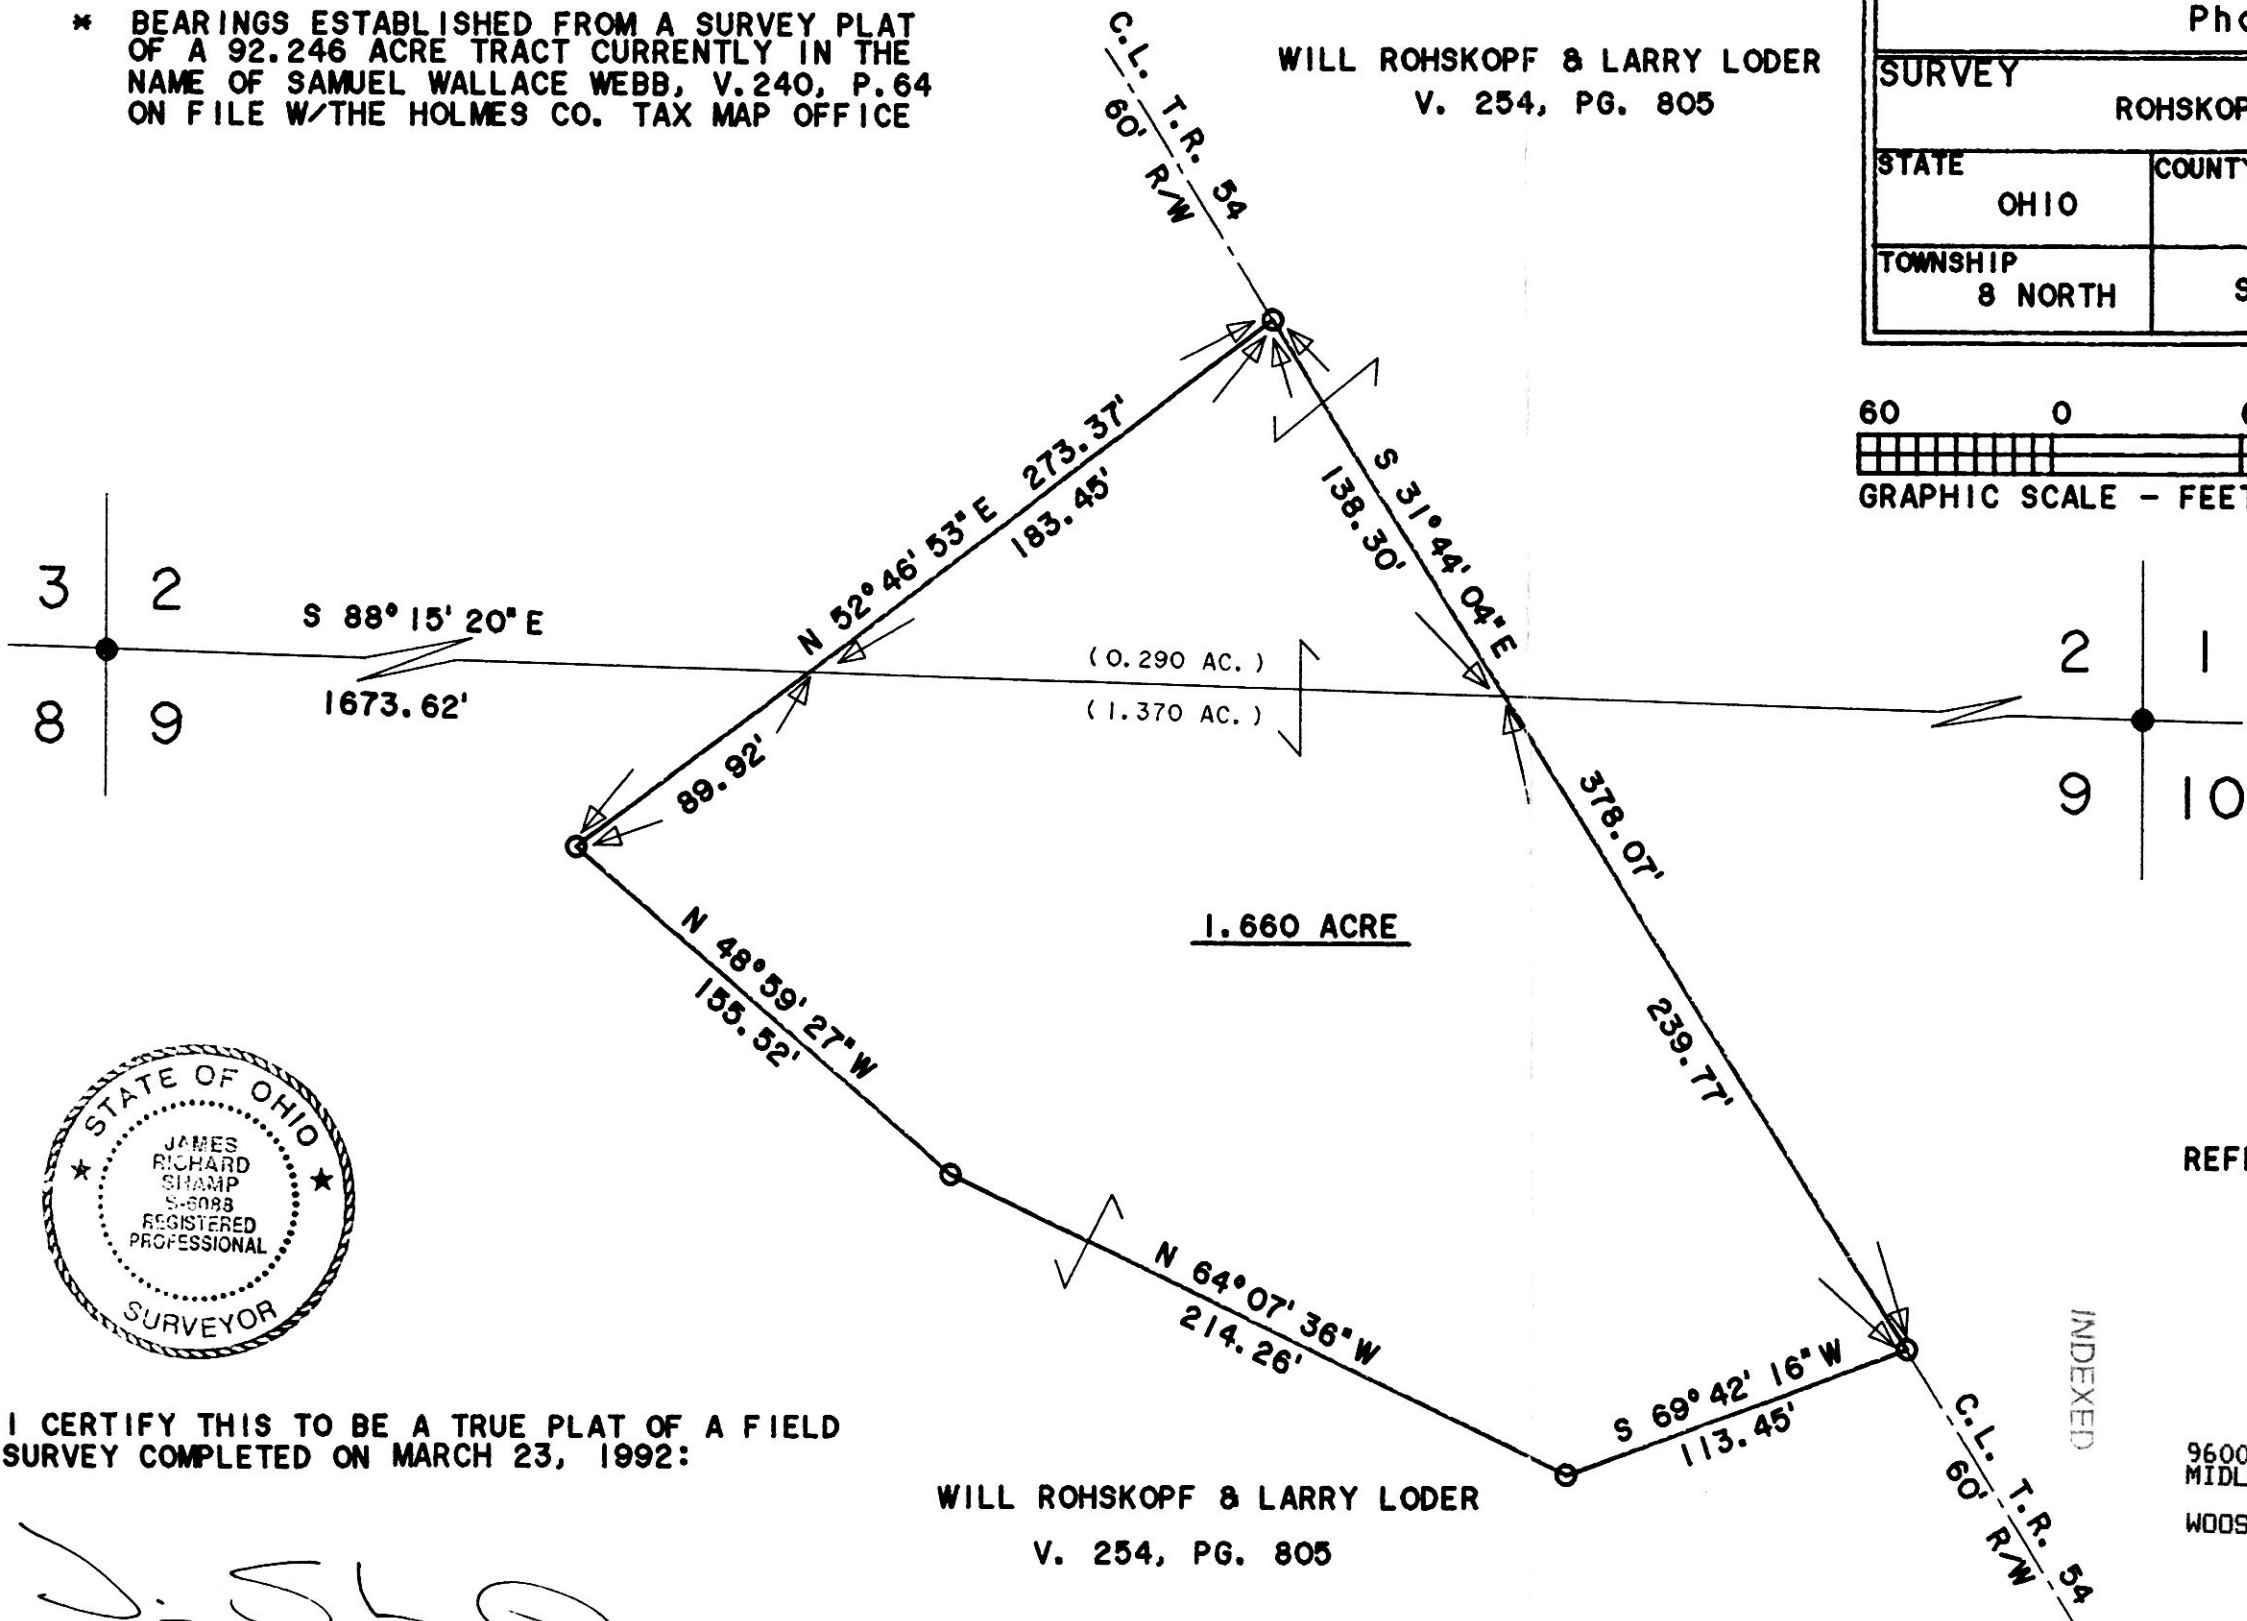 * BEARINGS ESTABLISHED FROM A SURVEY PLAT
OF A 92.246 ACRE TRACT CURRENTLY IN THE
NAME OF SAMUEL WALLACE WEBB, V.240, P.64
ON FILE W/THE HOLMES CO. TAX MAP OFFICE
C.L. T.R. 54
60' R/W
WILL ROHSKOPF & LARRY LODER
V. 254, PG. 805
SURVEY
STATE
OHIO
TOWNSHIP
8 NORTH
60 0
GRAPHIC SCALE -
N 52°46'53"E 273.37'
183.45'
S 31°44'04"E
138.30'
3 2
8 9
S 88°15'20"E
1673.62'
(0.290 AC.)
(1.370 AC.)
2 1
9 10
89.92'
378.07'
239.77'
1.660 ACRE
N 48°59'27"W
155.52'
N 64°07'36"W
214.26'
S 69°42'16"W
113.45'
STATE OF OHIO
JAMES
RICHARD
SHAMP
S-6088
REGISTERED
PROFESSIONAL
SURVEYOR
INDEXED
I CERTIFY THIS TO BE A TRUE PLAT OF A FIELD
SURVEY COMPLETED ON MARCH 23, 1992:
WILL ROHSKOPF & LARRY LODER
V. 254, PG. 805
C.L. T.R. 54
60' R/W
9600